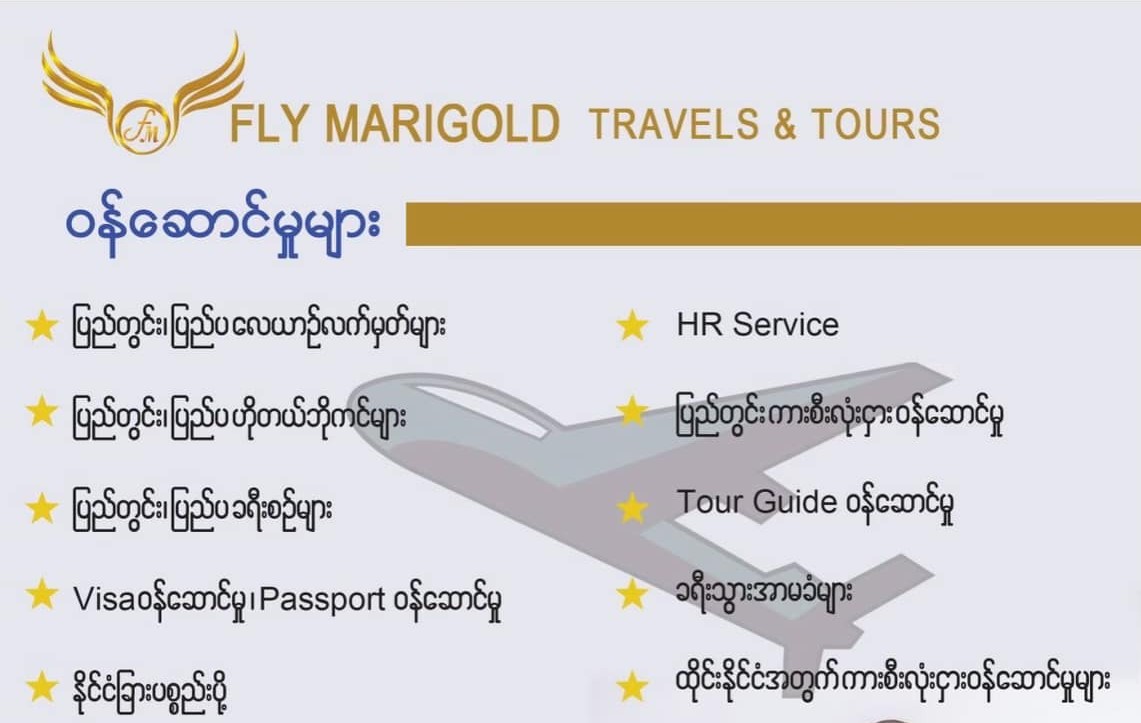 fM
FLY MARIGOLD TRAVELS & TOURS
ဝန်ဆောင်မှုများ
ပြည်တွင်း၊ပြည်ပ လေယာဉ်လက်မှတ်များ
ပြည်တွင်း၊ပြည်ပ ဟိုတယ်ဘိုကင်များ
ပြည်တွင်း၊ပြည်ပ ခရီးစဉ်များ
Visaဝန်ဆောင်မှု၊Passport ဝန်ဆောင်မှု
နိုင်ငံခြားပစ္စည်းပို့
HR Service
ပြည်တွင်း ကားစီးလုံးငှား ဝန်ဆောင်မှု
Tour Guide ဝန်ဆောင်မှု
ခရီးသွားအာမခံများ
ထိုင်းနိုင်ငံအတွက် ကားစီးလုံးငှားဝန်ဆောင်မှုများ